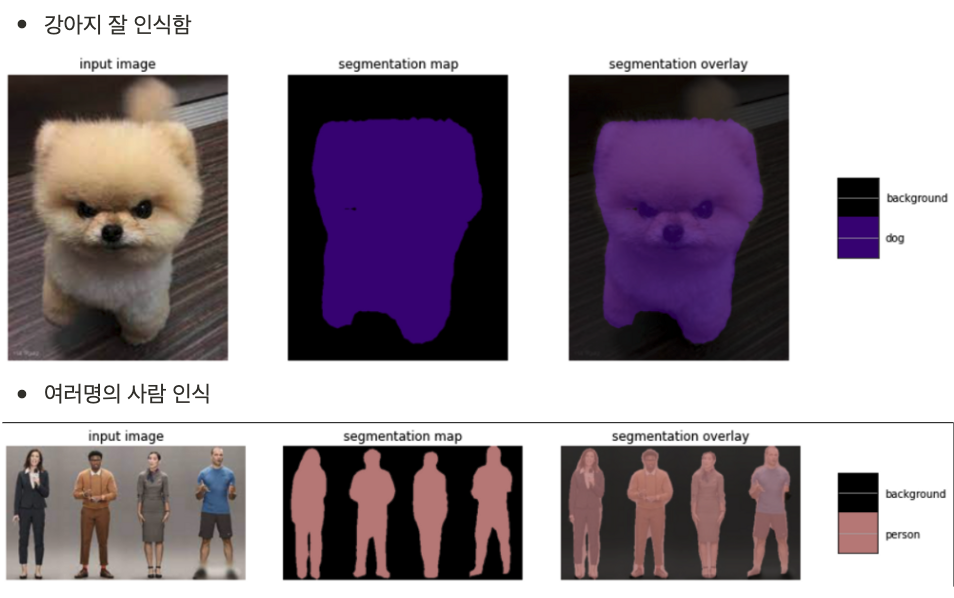 • 강아지 잘 인식함
input image
segmentation map
segmentation overlay
background
dog
• 여러명의 사람 인식
input image
segmentation map
segmentation overlay
background
person